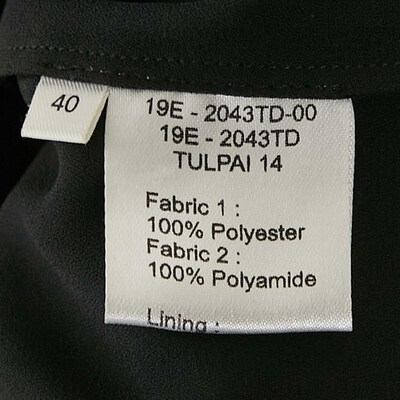 40
19E - 2043TD-00
19E - 2043TD
TULPAI 14
Fabric 1 :
100% Polyester
Fabric 2 :
100% Polyamide
Lining :